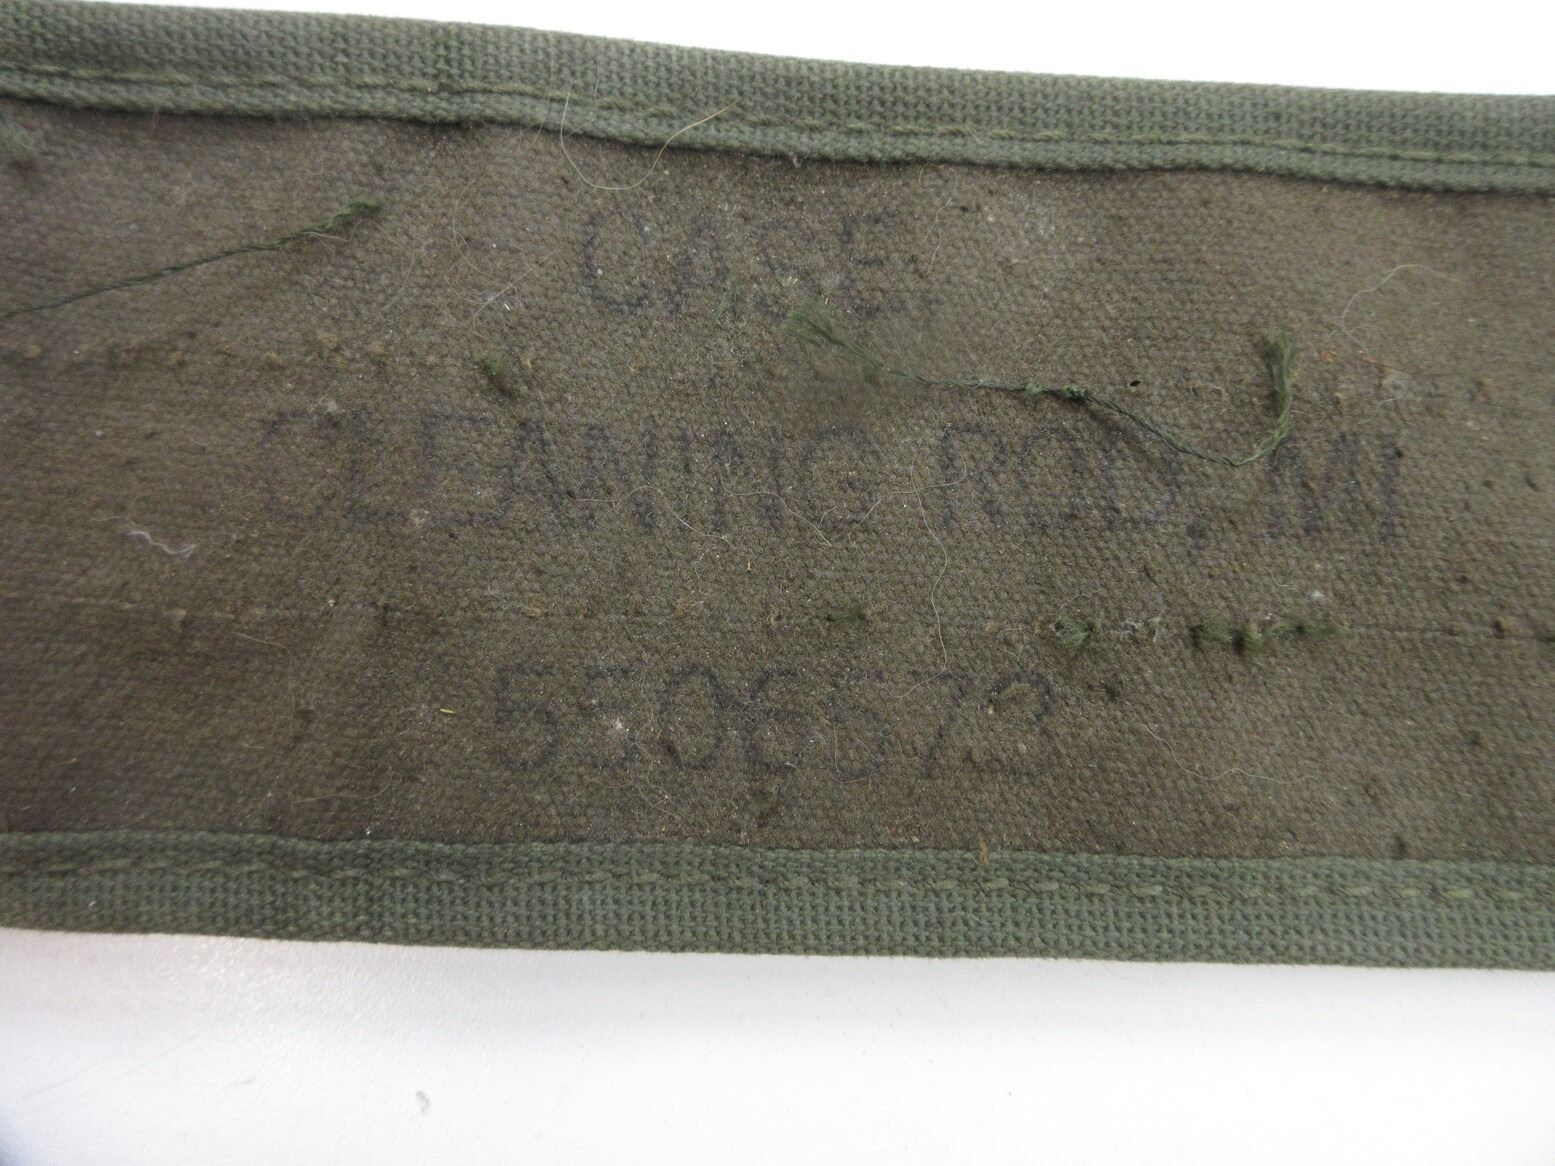 CASE,
CLEANING ROD, M1
5506573